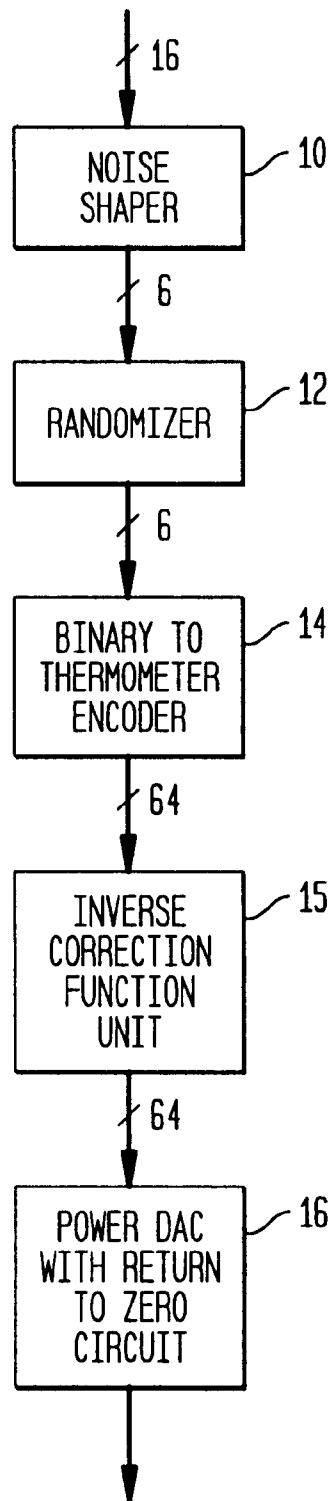 16
NOISE
SHAPER
10
6
RANDOMIZER
12
6
BINARY TO
THERMOMETER
ENCODER
14
64
INVERSE
CORRECTION
FUNCTION
UNIT
15
64
POWER DAC
WITH RETURN
TO ZERO
CIRCUIT
16